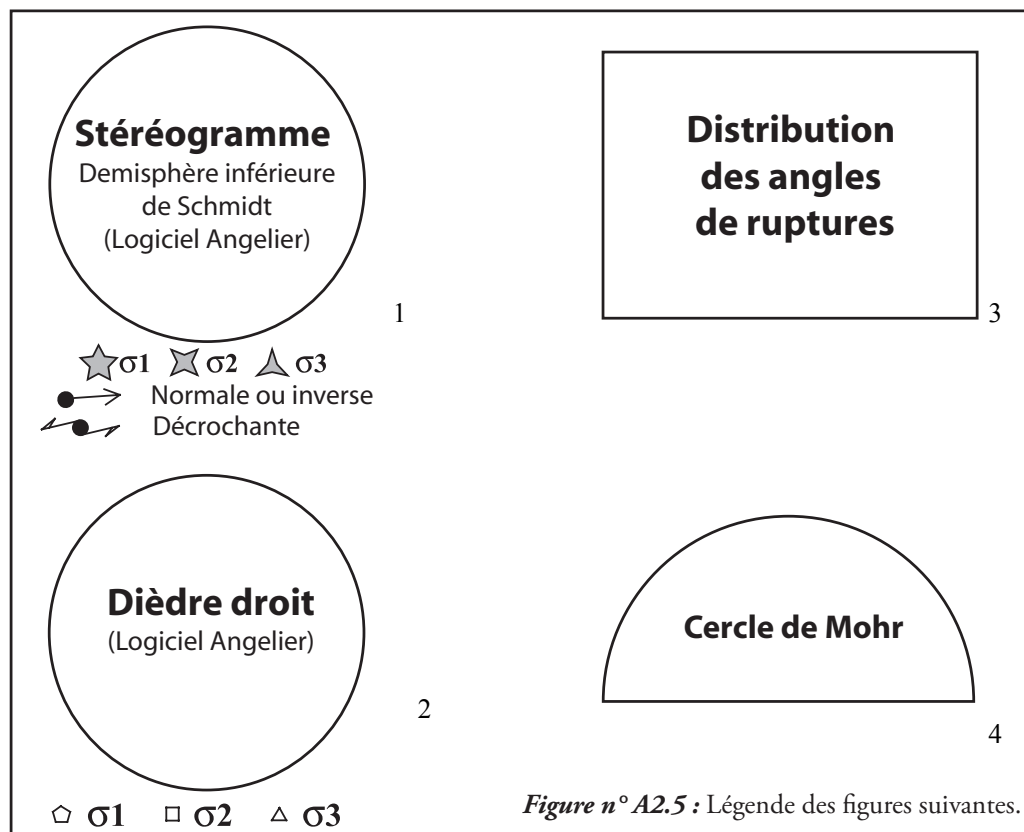 Stéréogramme
Demisphère inférieure
de Schmidt
(Logiciel Angelier)
1
σ1 σ2 σ3
Normale ou inverse
Décrochante
Distribution
des angles
de ruptures
3
Dièdre droit
(Logiciel Angelier)
2
σ1 σ2 σ3
Cercle de Mohr
4
Figure n° A2.5 : Légende des figures suivantes.